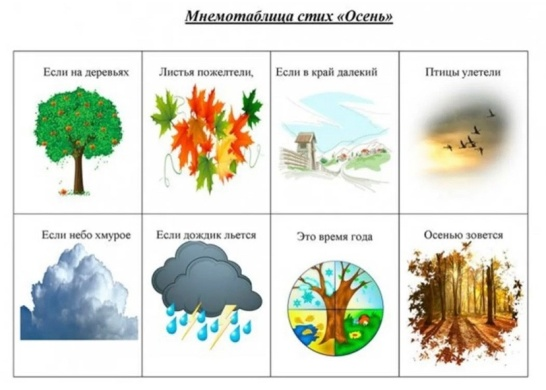 Мнемотаблица стих «Осень»
Если на деревьях
Листья пожелтели,
Если в край далекий
Птицы улетели
Если небо хмурое
Если дождик льется
Это время года
Осенью зовется